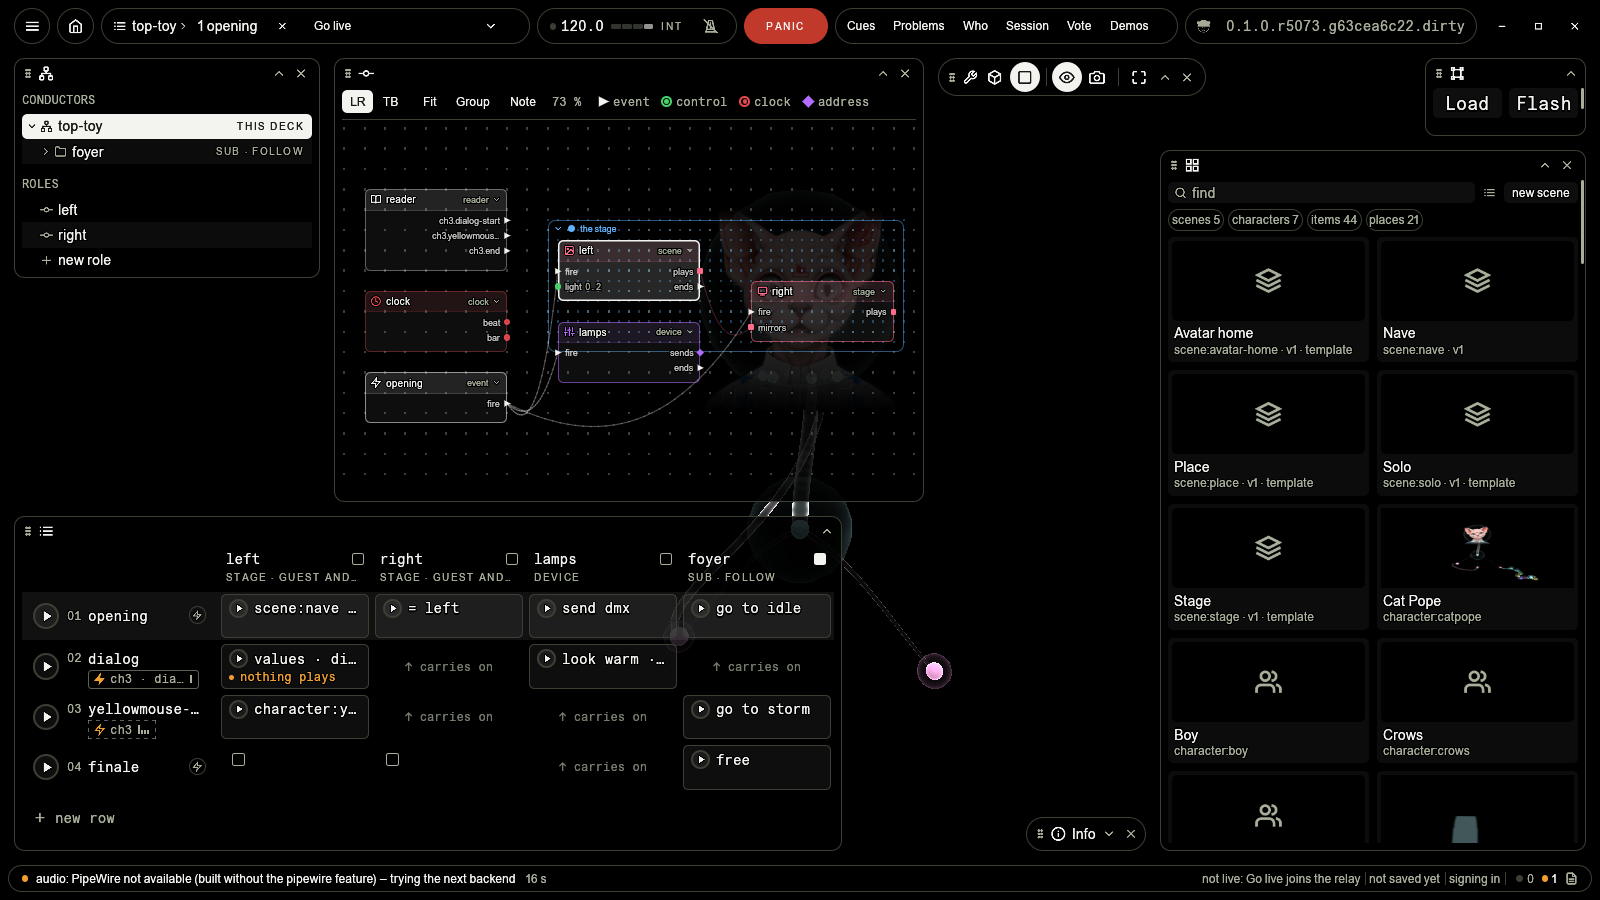 top-toy › 1 opening
Go live
120.0 INT
PANIC
Cues Problems Who Session Vote Demos
0.1.0.r5073.g63cea6c22.dirty
CONDUCTORS
top-toy THIS DECK
foyer SUB · FOLLOW
ROLES
left
right
+ new role
LR TB Fit Group Note 73 % event control clock address
reader reader
ch3.dialog-start
ch3.yellowmous...
ch3.end
clock clock
beat
bar
opening event
fire
the stage
left scene
fire plays
light 0.2 ends
lamps device
fire sends
ends
right stage
fire plays
mirrors
Load Flash
find
new scene
scenes 5 characters 7 items 44 places 21
Avatar home
scene:avatar-home · v1 · template
Nave
scene:nave · v1
Place
scene:place · v1 · template
Solo
scene:solo · v1 · template
Stage
scene:stage · v1 · template
Cat Pope
character:catpope
Boy
character:boy
Crows
character:crows
left right lamps foyer
STAGE · GUEST AND... STAGE · GUEST AND... DEVICE SUB · FOLLOW
01 opening scene:nave … = left send dmx go to idle
02 dialog values · di… ↑ carries on look warm ·… ↑ carries on
ch3 · dia… nothing plays
03 yellowmouse-… character:y… ↑ carries on ↑ carries on go to storm
ch3
04 finale ↑ carries on free
+ new row
Info
audio: PipeWire not available (built without the pipewire feature) – trying the next backend 16 s
not live: Go live joins the relay not saved yet signing in 0 1